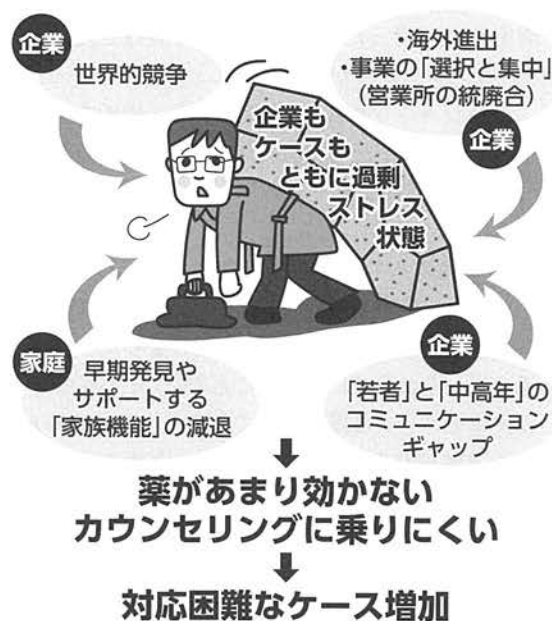 企業
世界的競争
・海外進出
・事業の「選択と集中」
(営業所の統廃合)
企業
企業も
ケースも
ともに過剰
ストレス
状態
家庭
早期発見や
サポートする
「家族機能」の減退
企業
「若者」と「中高年」の
コミュニケーション
ギャップ
薬があまり効かない
カウンセリングに乗りにくい
対応困難なケース増加